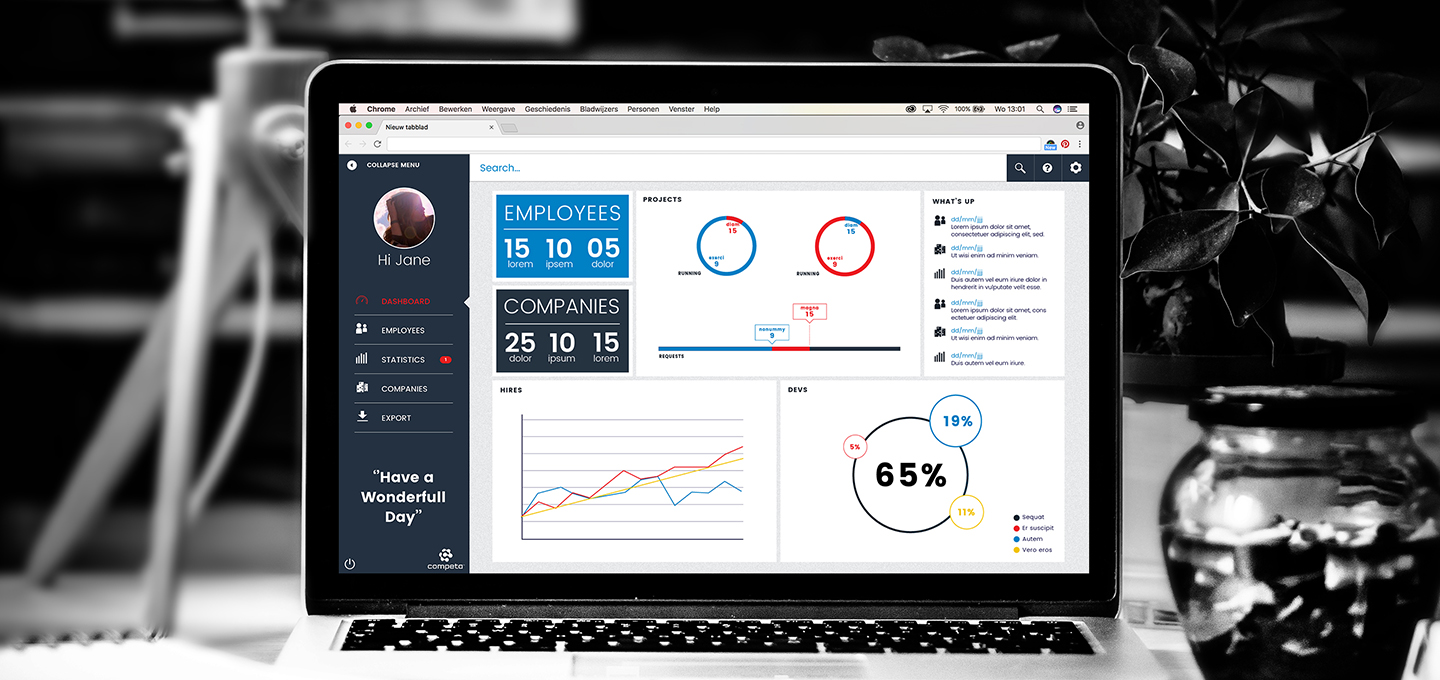 Chrome Archief Bewerken Weergave Geschiedenis Bladwijzers Personen Venster Help 100% Wo 13:01
Nieuw tabblad
COLLAPSE MENU
Hi Jane
DASHBOARD
EMPLOYEES
STATISTICS 1
COMPANIES
EXPORT
“Have a
Wonderfull
Day”
competa
Search...
EMPLOYEES
15 10 05
lorem ipsem dolor
COMPANIES
25 10 15
dolor ipsum lorem
PROJECTS
diam
15
exerci
9
RUNNING
diam
15
exerci
9
RUNNING
magna
15
nonummy
9
REQUESTS
WHAT'S UP
dd/mm/jjjj
Lorem ipsum dolor sit amet,
consectetuer adipiscing elit, sed.
dd/mm/jjjj
Ut wisi enim ad minim veniam.
dd/mm/jjjj
Duis autem vel eum iriure dolor in
hendrerit in vulputate velit esse.
dd/mm/jjjj
Lorem ipsum dolor sit amet, cons
ectetuer adipiscing elit.
dd/mm/jjjj
Ut wisi enim ad minim veniam.
dd/mm/jjjj
Duis autem vel eum iriure.
HIRES
DEVS
19%
5%
65%
11%
Sequat
Er suscipit
Autem
Vero eros